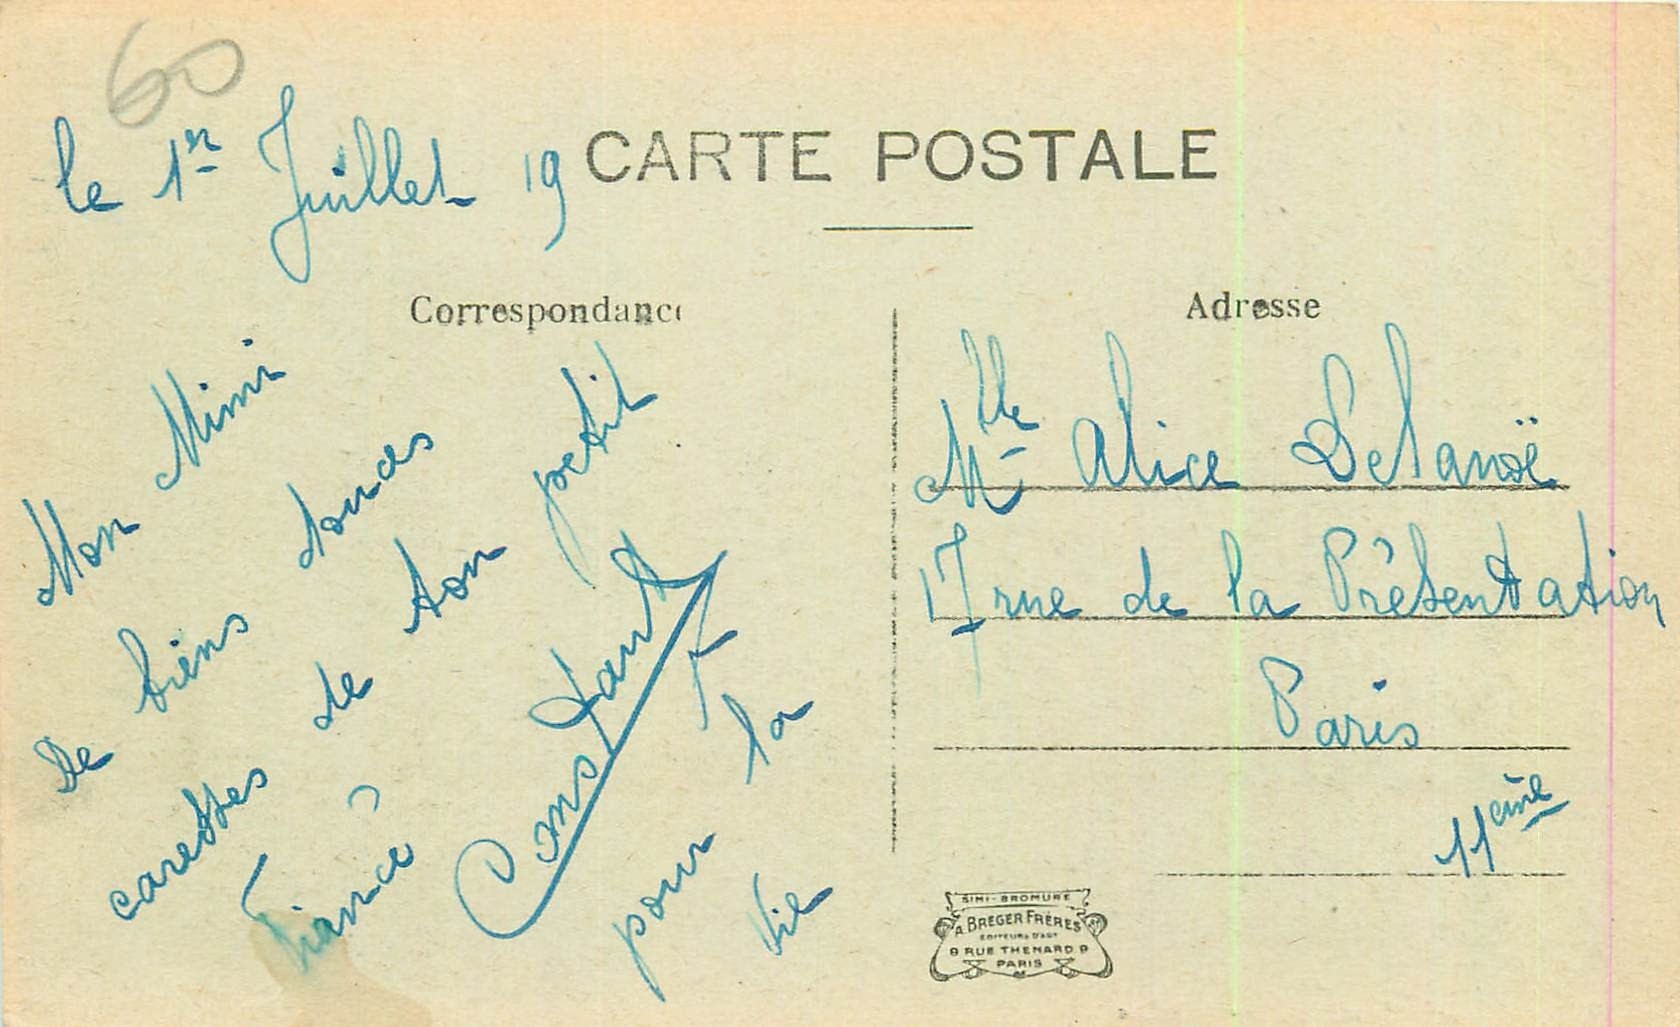 60
le 1er Juillet 19
CARTE POSTALE
Correspondance
Adresse
Mon Mimi
De biens douces
caresses de ton petit
Fiancé
Constant
pour la
Vie
Mlle Alice Delanoë
17 rue de la Présentation
Paris
11ème
SIMI-BROMURE
A. BREGER FRÈRES
EDITEURS D'ART
9 RUE THENARD 9
PARIS